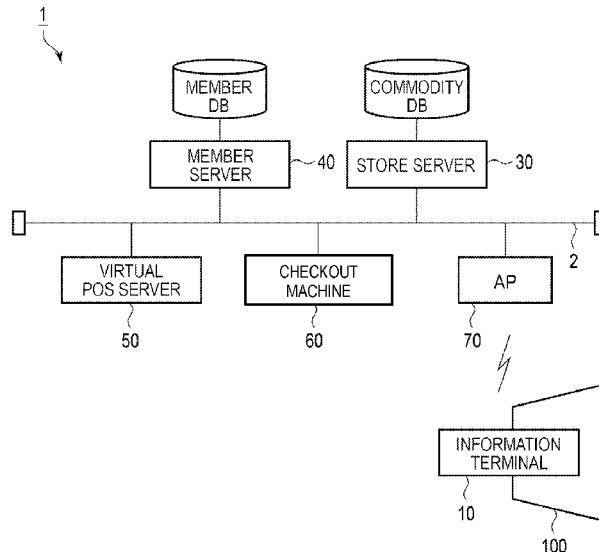 1
MEMBER
DB
COMMODITY
DB
MEMBER
SERVER
40
STORE SERVER
30
2
VIRTUAL
POS SERVER
50
CHECKOUT
MACHINE
60
AP
70
INFORMATION
TERMINAL
10
100